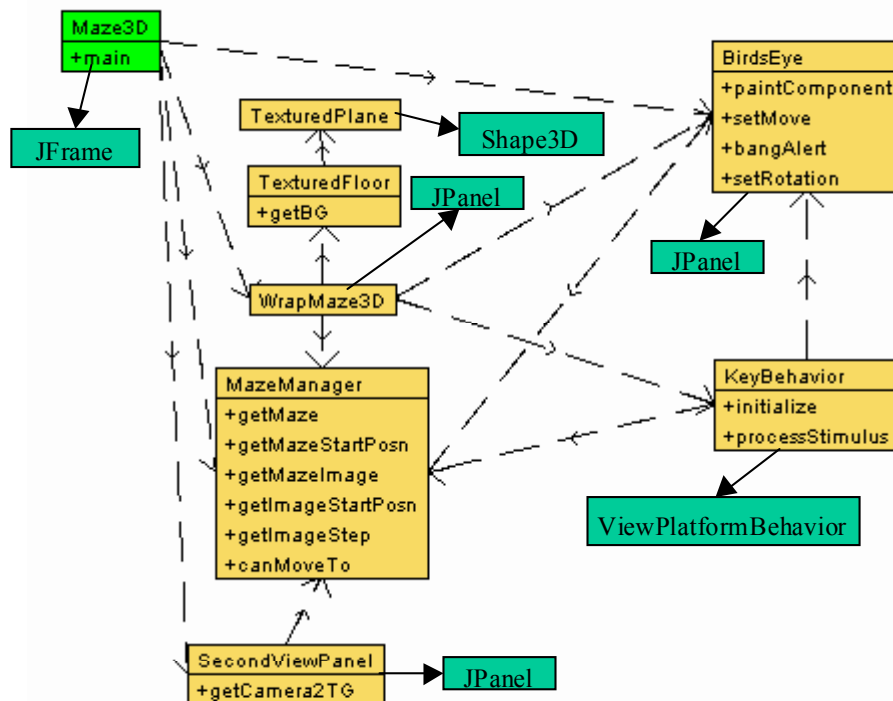 Maze3D
+main
JFrame
TexturedPlane
Shape3D
TexturedFloor
+getBG
JPanel
WrapMaze3D
BirdsEye
+paintComponent
+setMove
+bangAlert
+setRotation
JPanel
MazeManager
+getMaze
+getMazeStartPosn
+getMazeImage
+getImageStartPosn
+getImageStep
+canMoveTo
KeyBehavior
+initialize
+processStimulus
ViewPlatformBehavior
SecondViewPanel
+getCamera2TG
JPanel